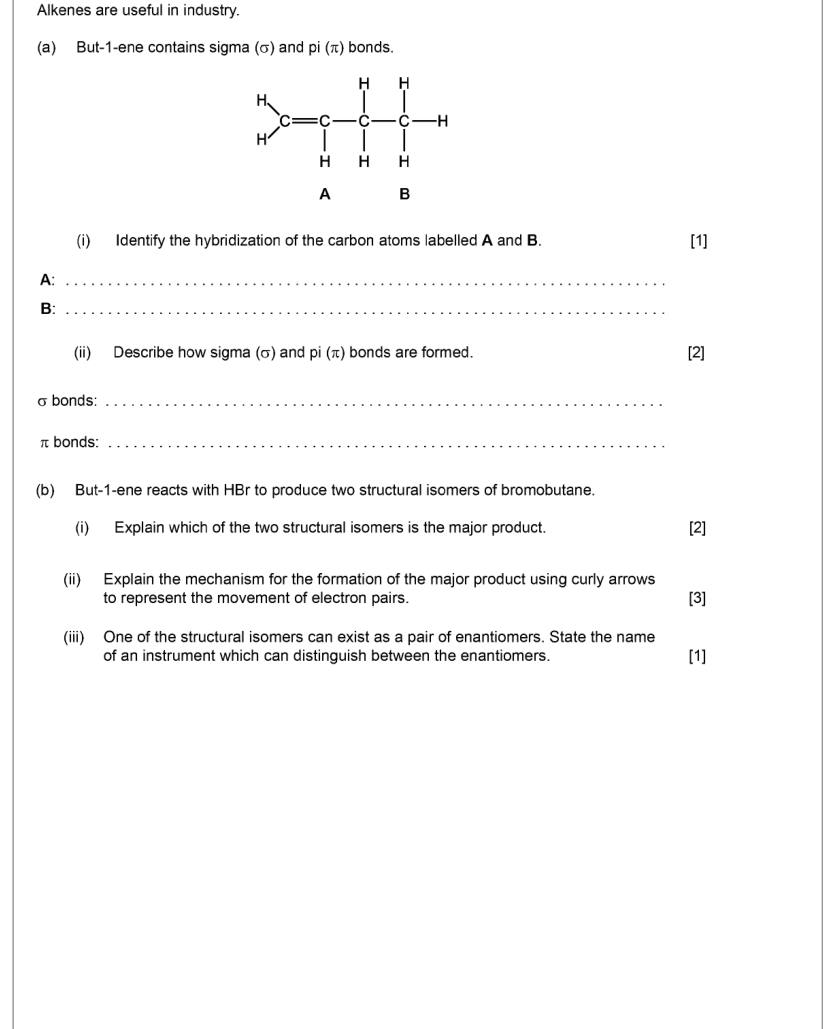 Alkenes are useful in industry.
(a) But-1-ene contains sigma (σ) and pi (π) bonds.
H H
H
C C C C H
H
H H H
A B
(i) Identify the hybridization of the carbon atoms labelled A and B. [1]
A: ......................................................................
B: ......................................................................
(ii) Describe how sigma (σ) and pi (π) bonds are formed. [2]
σ bonds: .................................................................
π bonds: .................................................................
(b) But-1-ene reacts with HBr to produce two structural isomers of bromobutane.
(i) Explain which of the two structural isomers is the major product. [2]
(ii) Explain the mechanism for the formation of the major product using curly arrows
to represent the movement of electron pairs. [3]
(iii) One of the structural isomers can exist as a pair of enantiomers. State the name
of an instrument which can distinguish between the enantiomers. [1]